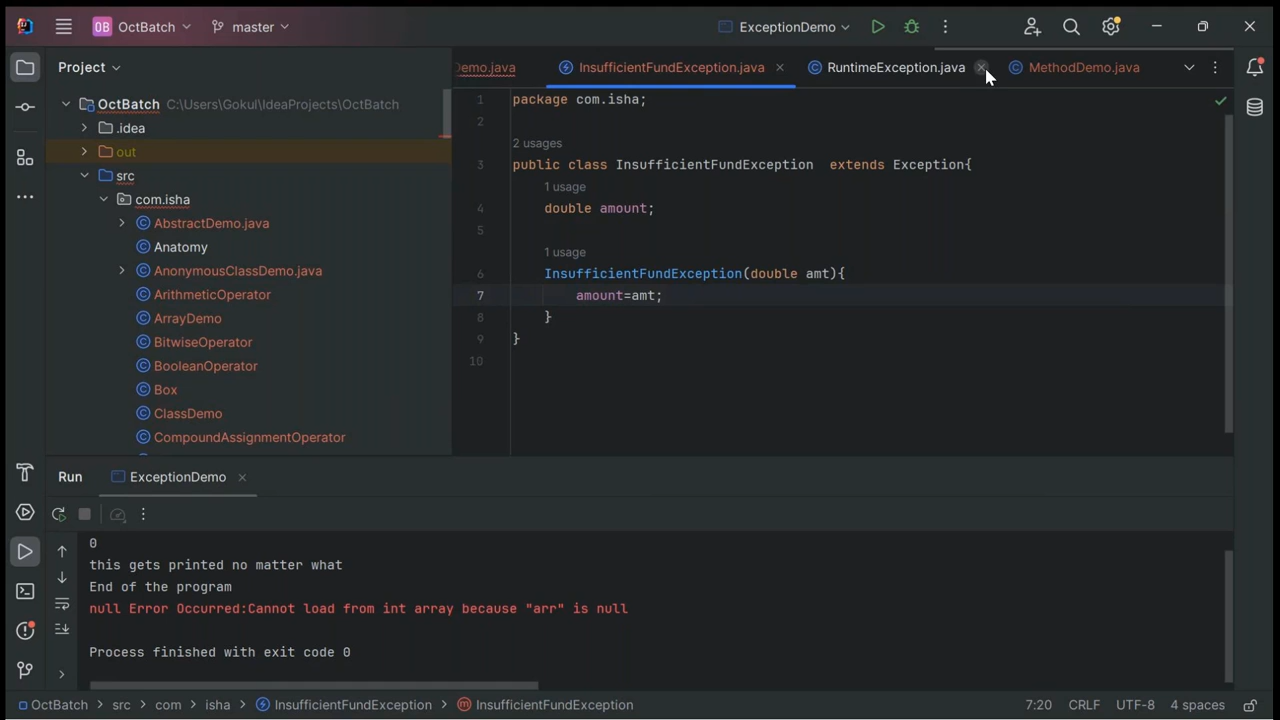 OB OctBatch master ExceptionDemo
Project
Demo.java InsufficientFundException.java RuntimeException.java MethodDemo.java
OctBatch C:\Users\Gokul\IdeaProjects\OctBatch
.idea
out
src
com.isha
AbstractDemo.java
Anatomy
AnonymousClassDemo.java
ArithmeticOperator
ArrayDemo
BitwiseOperator
BooleanOperator
Box
ClassDemo
CompoundAssignmentOperator
1 package com.isha;
2
2 usages
3 public class InsufficientFundException extends Exception{
1 usage
4 double amount;
5
1 usage
6 InsufficientFundException(double amt){
7 amount=amt;
8 }
9 }
10
Run ExceptionDemo
0
this gets printed no matter what
End of the program
null Error Occurred:Cannot load from int array because "arr" is null
Process finished with exit code 0
OctBatch > src > com > isha > InsufficientFundException > InsufficientFundException 7:20 CRLF UTF-8 4 spaces